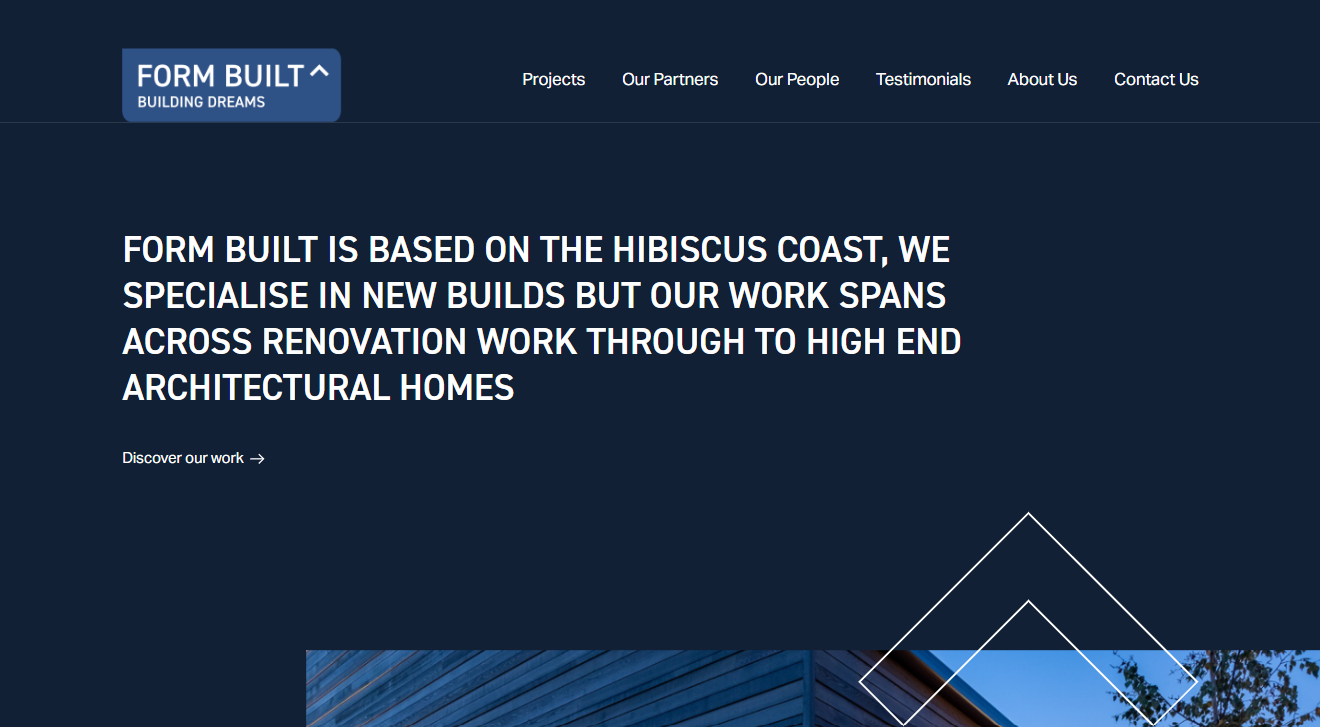 FORM BUILT
BUILDING DREAMS
Projects Our Partners Our People Testimonials About Us Contact Us
FORM BUILT IS BASED ON THE HIBISCUS COAST, WE
SPECIALISE IN NEW BUILDS BUT OUR WORK SPANS
ACROSS RENOVATION WORK THROUGH TO HIGH END
ARCHITECTURAL HOMES
Discover our work →